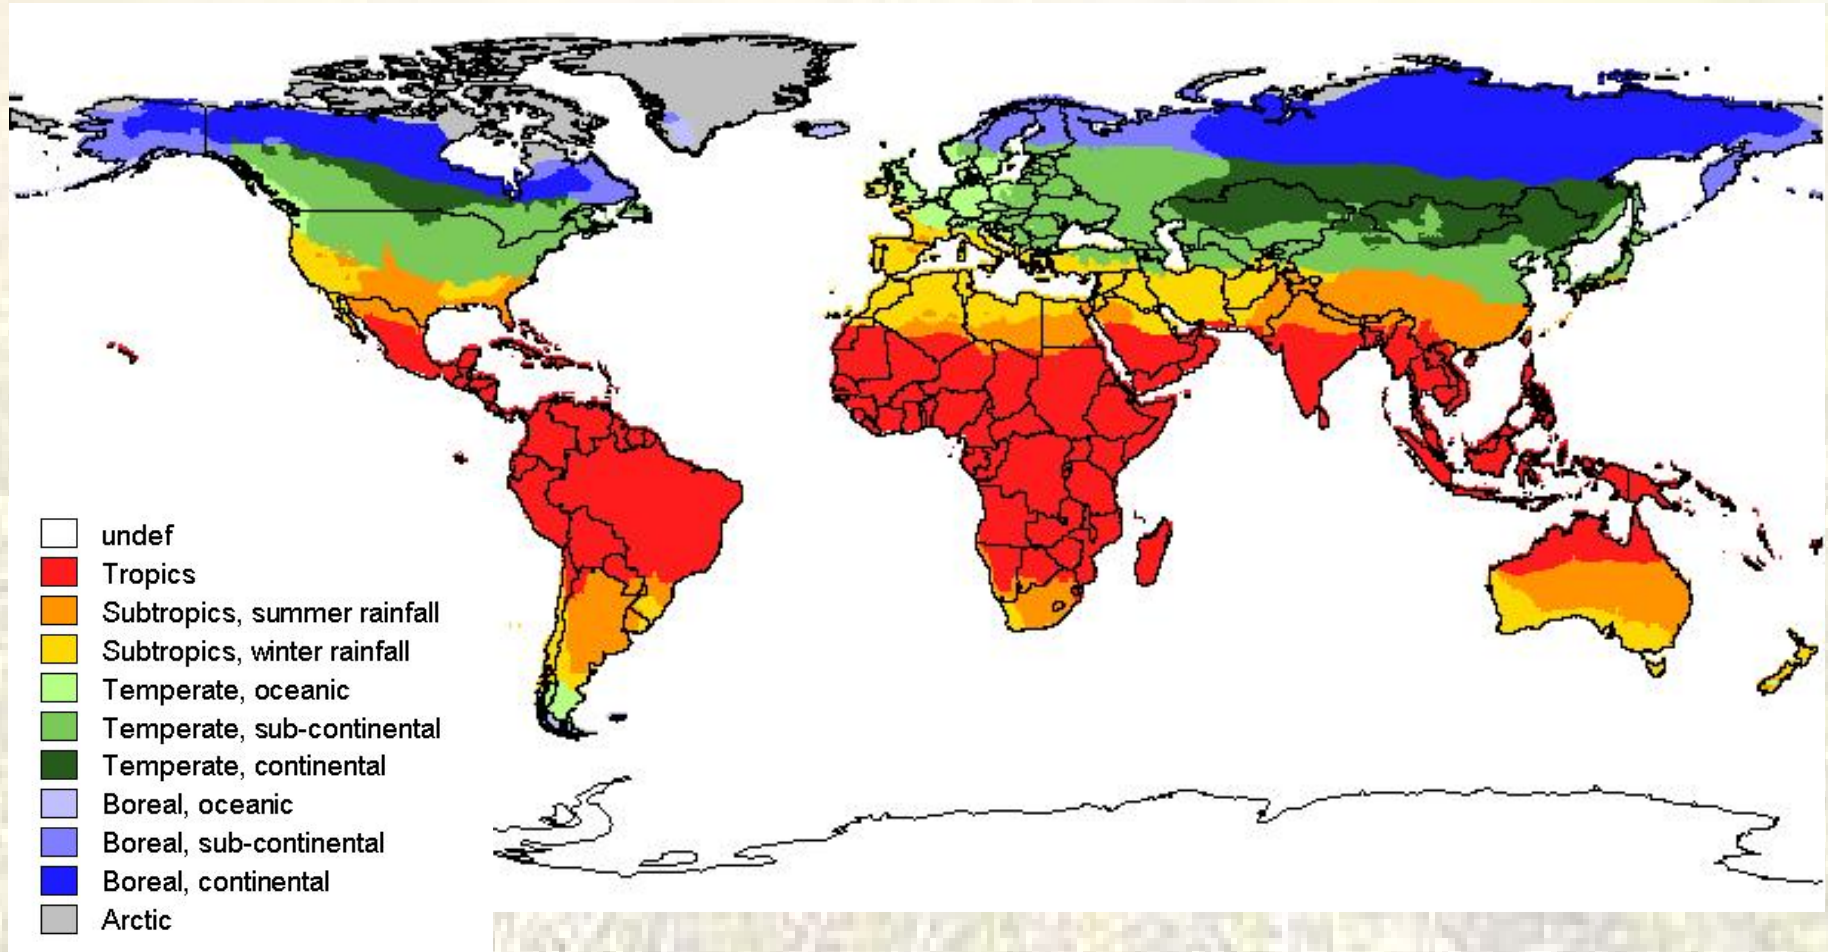 undef
Tropics
Subtropics, summer rainfall
Subtropics, winter rainfall
Temperate, oceanic
Temperate, sub-continental
Temperate, continental
Boreal, oceanic
Boreal, sub-continental
Boreal, continental
Arctic